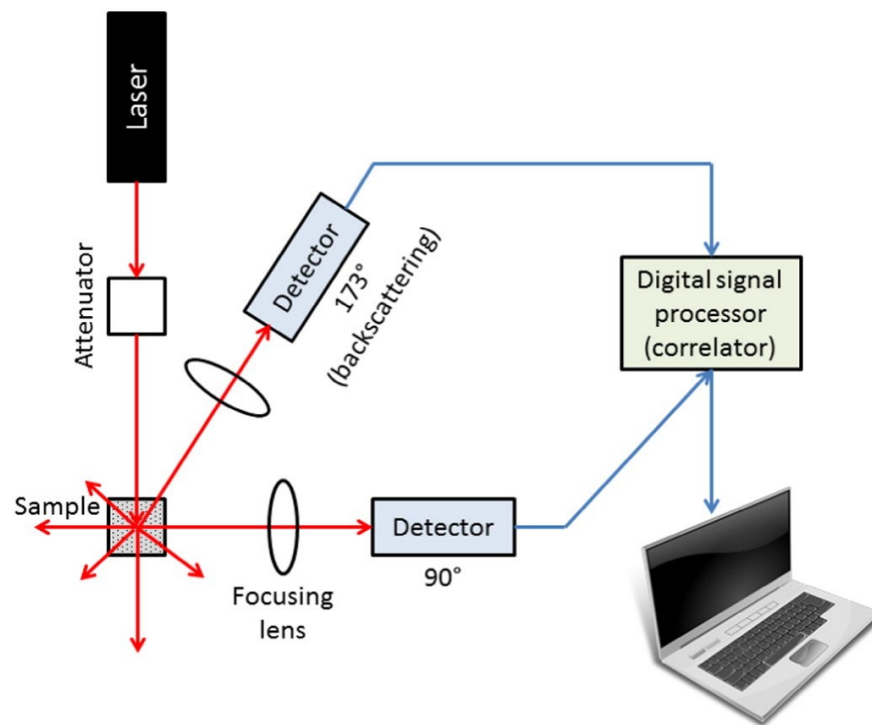 Laser
Attenuator
Detector
173°
(backscattering)
Digital signal
processor
(correlator)
Sample
Detector
90°
Focusing
lens